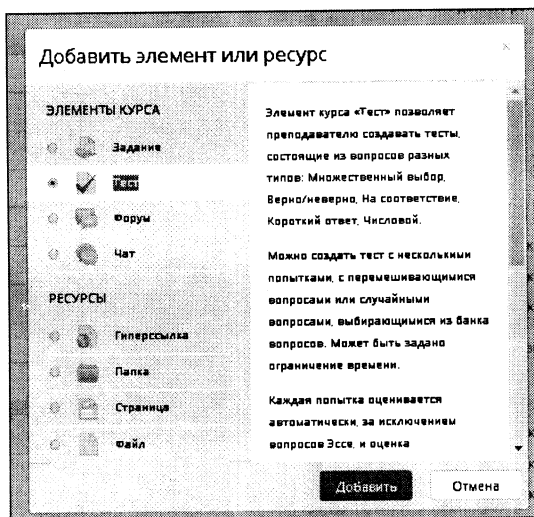 Добавить элемент или ресурс
ЭЛЕМЕНТЫ КУРСА
Задание
Тест
Форум
Чат
РЕСУРСЫ
Гиперссылка
Папка
Страница
Файл
Элемент курса «Тест» позволяет
преподавателю создавать тесты,
состоящие из вопросов разных
типов: Множественный выбор,
Верно/неверно, На соответствие,
Короткий ответ, Числовой.
Можно создать тест с несколькими
попытками, с перемешивающимися
вопросами или случайными
вопросами, выбирающимися из банка
вопросов. Может быть задано
ограничение времени.
Каждая попытка оценивается
автоматически, за исключением
вопросов Эссе, и оценка
Добавить
Отмена